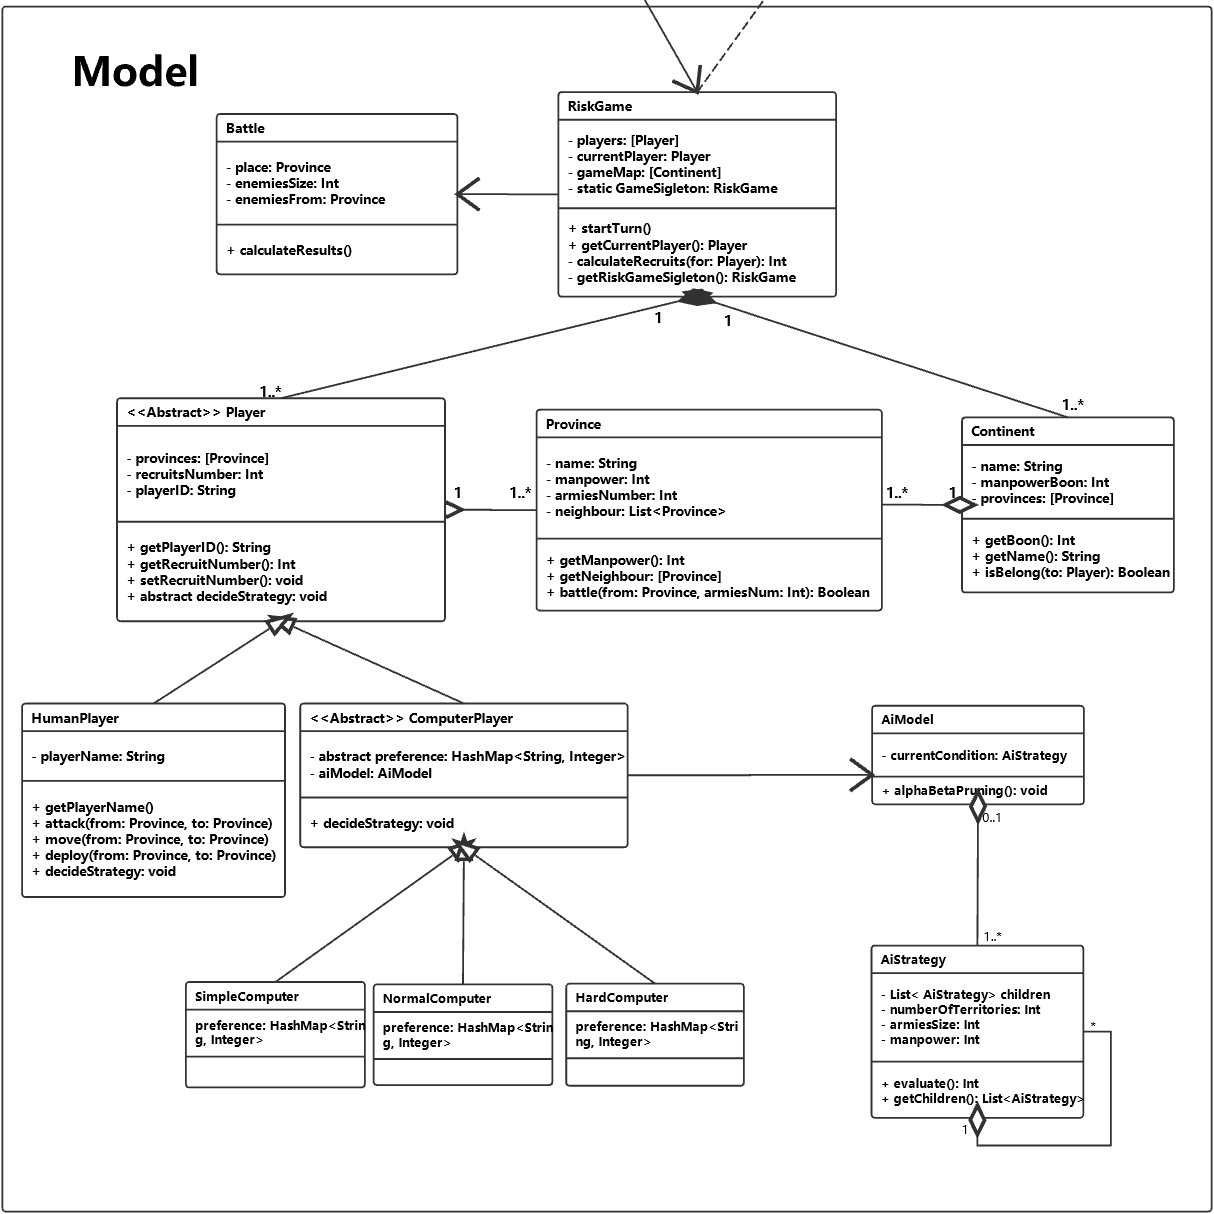 Model
RiskGame
- players: [Player]
- currentPlayer: Player
- gameMap: [Continent]
- static GameSigleton: RiskGame
+ startTurn()
+ getCurrentPlayer(): Player
- calculateRecruits(for: Player): Int
- getRiskGameSigleton(): RiskGame
Battle
- place: Province
- enemiesSize: Int
- enemiesFrom: Province
+ calculateResults()
1
1
1..*
1..*
<<Abstract>> Player
- provinces: [Province]
- recruitsNumber: Int
- playerID: String
+ getPlayerID(): String
+ getRecruitNumber(): Int
+ setRecruitNumber(): void
+ abstract decideStrategy: void
1
1..*
Province
- name: String
- manpower: Int
- armiesNumber: Int
- neighbour: List<Province>
+ getManpower(): Int
+ getNeighbour: [Province]
+ battle(from: Province, armiesNum: Int): Boolean
1..*
1
Continent
- name: String
- manpowerBoon: Int
- provinces: [Province]
+ getBoon(): Int
+ getName(): String
+ isBelong(to: Player): Boolean
HumanPlayer
- playerName: String
+ getPlayerName()
+ attack(from: Province, to: Province)
+ move(from: Province, to: Province)
+ deploy(from: Province, to: Province)
+ decideStrategy: void
<<Abstract>> ComputerPlayer
- abstract preference: HashMap<String, Integer>
- aiModel: AiModel
+ decideStrategy: void
AiModel
- currentCondition: AiStrategy
+ alphaBetaPruning(): void
0..1
1..*
SimpleComputer
preference: HashMap<Strin
g, Integer>
NormalComputer
preference: HashMap<Strin
g, Integer>
HardComputer
preference: HashMap<Stri
ng, Integer>
AiStrategy
- List< AiStrategy> children
- numberOfTerritories: Int
- armiesSize: Int
- manpower: Int
+ evaluate(): Int
+ getChildren(): List<AiStrategy>
*
1